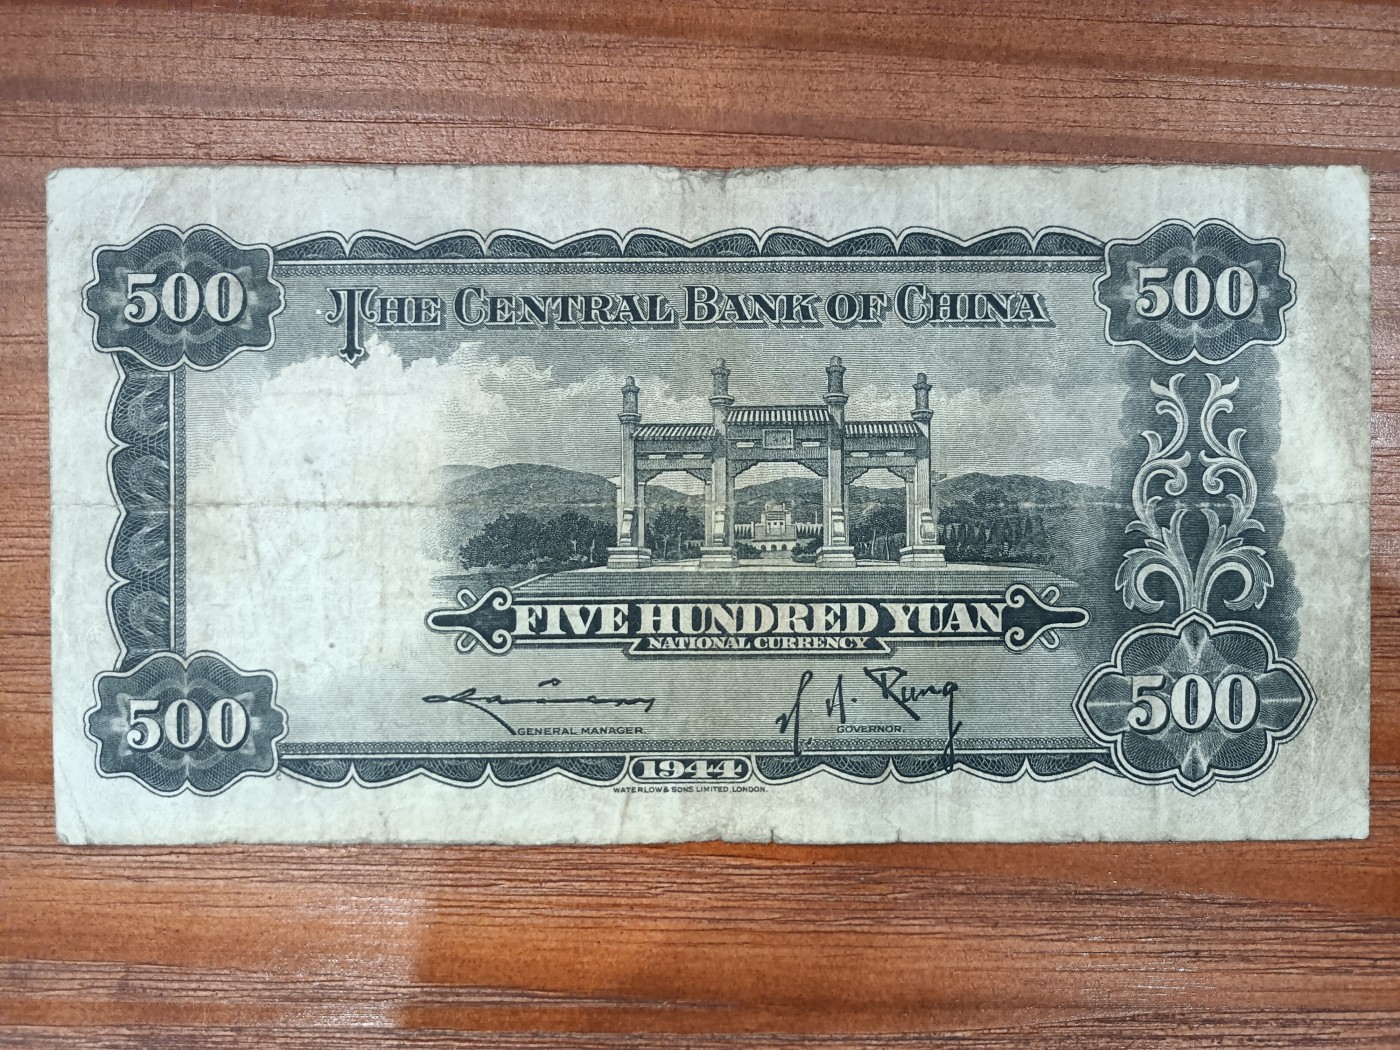 500
500
THE CENTRAL BANK OF CHINA
FIVE HUNDRED YUAN
NATIONAL CURRENCY
H. H. Kung
GENERAL MANAGER.
GOVERNOR.
500
500
1944
WATERLOW & SONS LIMITED, LONDON.